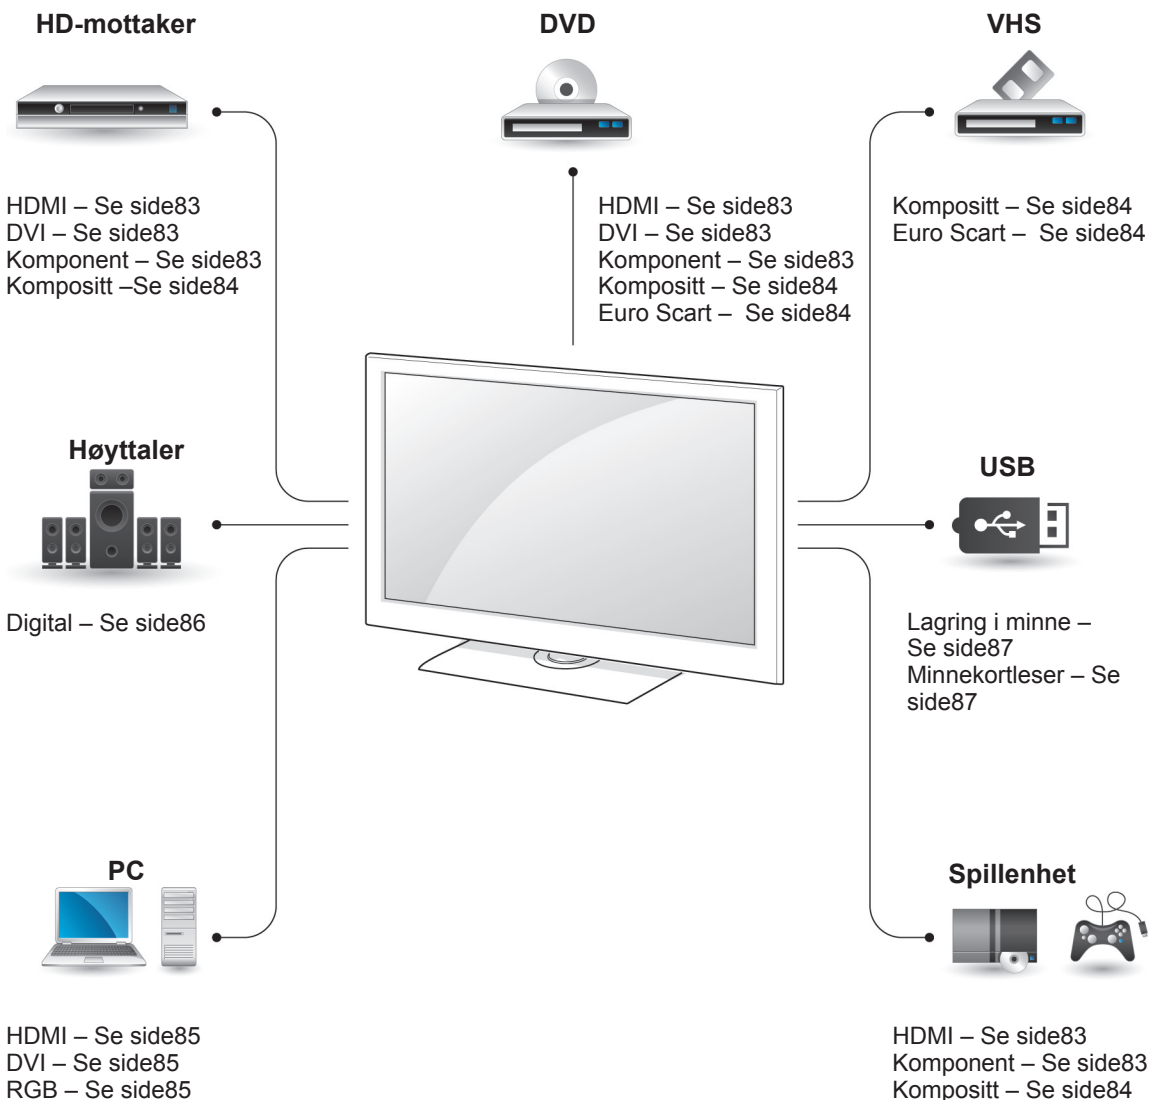 HD-mottaker
HDMI – Se side83
DVI – Se side83
Komponent – Se side83
Kompositt –Se side84
DVD
HDMI – Se side83
DVI – Se side83
Komponent – Se side83
Kompositt – Se side84
Euro Scart –  Se side84
VHS
Kompositt – Se side84
Euro Scart –  Se side84
Høyttaler
Digital – Se side86
USB
Lagring i minne –
Se side87
Minnekortleser – Se
side87
PC
HDMI – Se side85
DVI – Se side85
RGB – Se side85
Spillenhet
HDMI – Se side83
Komponent – Se side83
Kompositt – Se side84